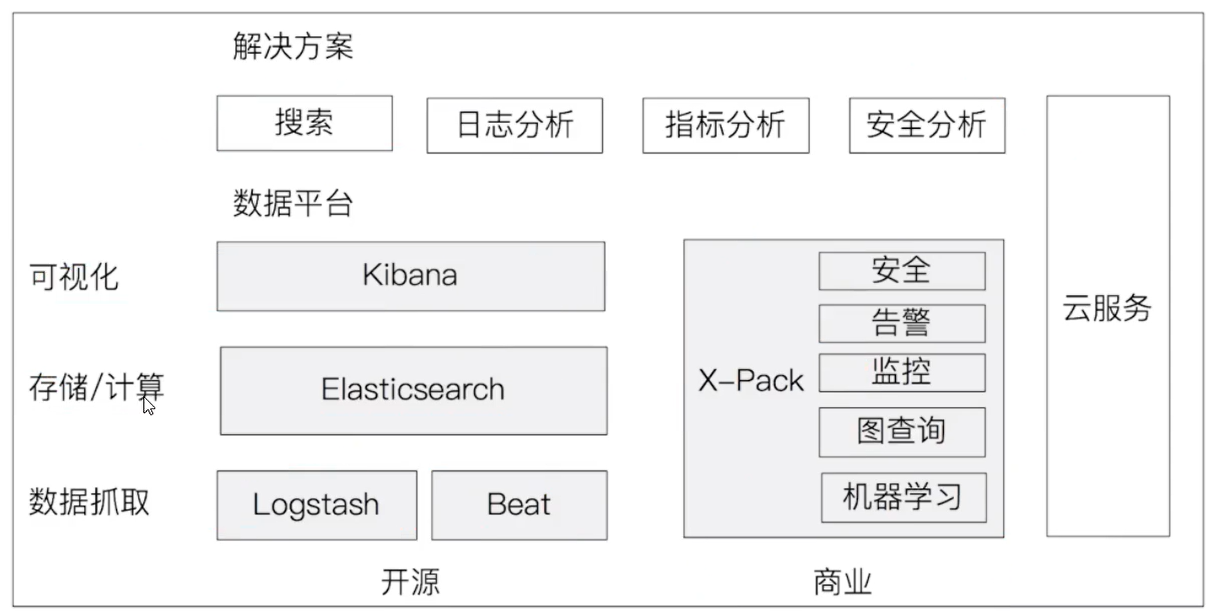 解决方案
搜索
日志分析
指标分析
安全分析
数据平台
可视化
Kibana
存储/计算
Elasticsearch
数据抓取
Logstash
Beat
X-Pack
安全
告警
监控
图查询
机器学习
云服务
开源
商业